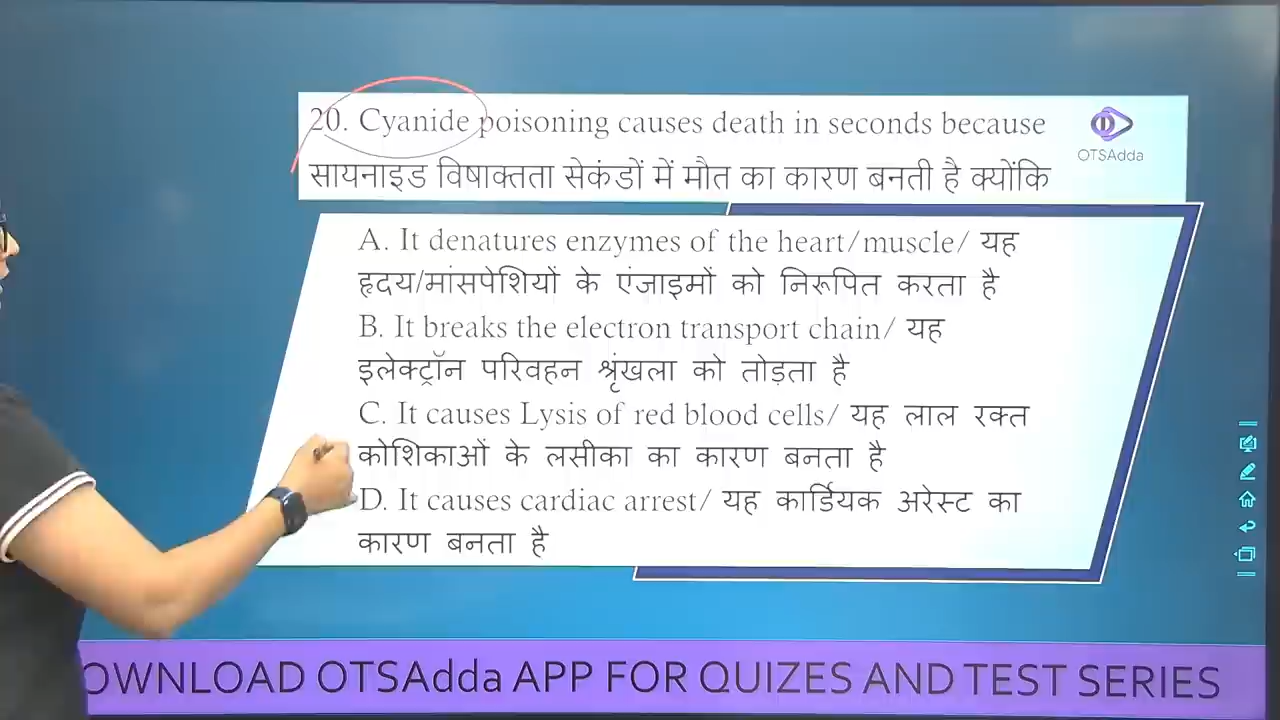 20. Cyanide poisoning causes death in seconds because
OTSAdda
सायनाइड विषाक्तता सेकंडों में मौत का कारण बनती है क्योंकि
A. It denatures enzymes of the heart/muscle/ यह
हृदय/मांसपेशियों के एंजाइमों को निरूपित करता है
B. It breaks the electron transport chain/ यह
इलेक्ट्रॉन परिवहन श्रृंखला को तोड़ता है
C. It causes Lysis of red blood cells/ यह लाल रक्त
कोशिकाओं के लसीका का कारण बनता है
D. It causes cardiac arrest/ यह कार्डियक अरेस्ट का
कारण बनता है
OWNLOAD OTSAdda APP FOR QUIZES AND TEST SERIES